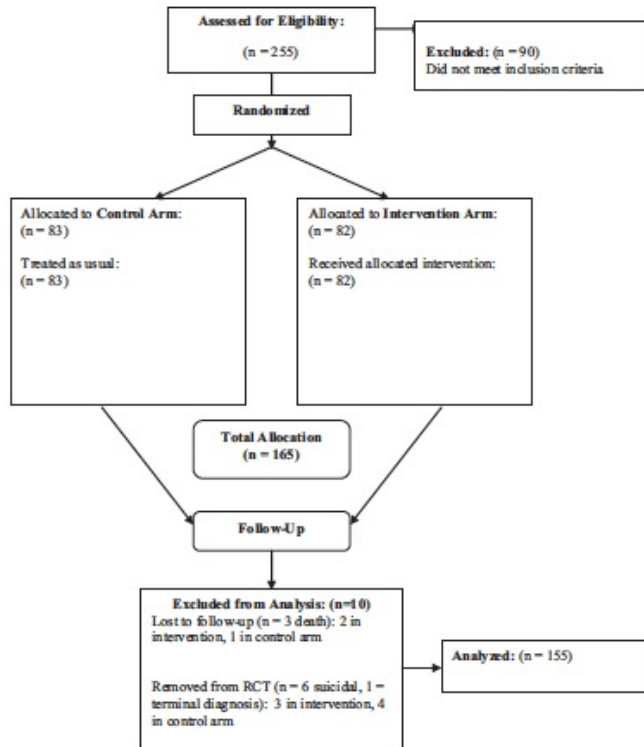 Assessed for Eligibility:
(n = 255)
Excluded: (n = 90)
Did not meet inclusion criteria
Randomized
Allocated to Control Arm:
(n = 83)
Treated as usual:
(n = 83)
Allocated to Intervention Arm:
(n = 82)
Received allocated intervention:
(n = 82)
Total Allocation
(n = 165)
Follow-Up
Excluded from Analysis: (n=10)
Lost to follow-up (n = 3 death): 2 in
intervention, 1 in control arm
Removed from RCT (n = 6 suicidal, 1 =
terminal diagnosis): 3 in intervention, 4
in control arm
Analyzed: (n = 155)